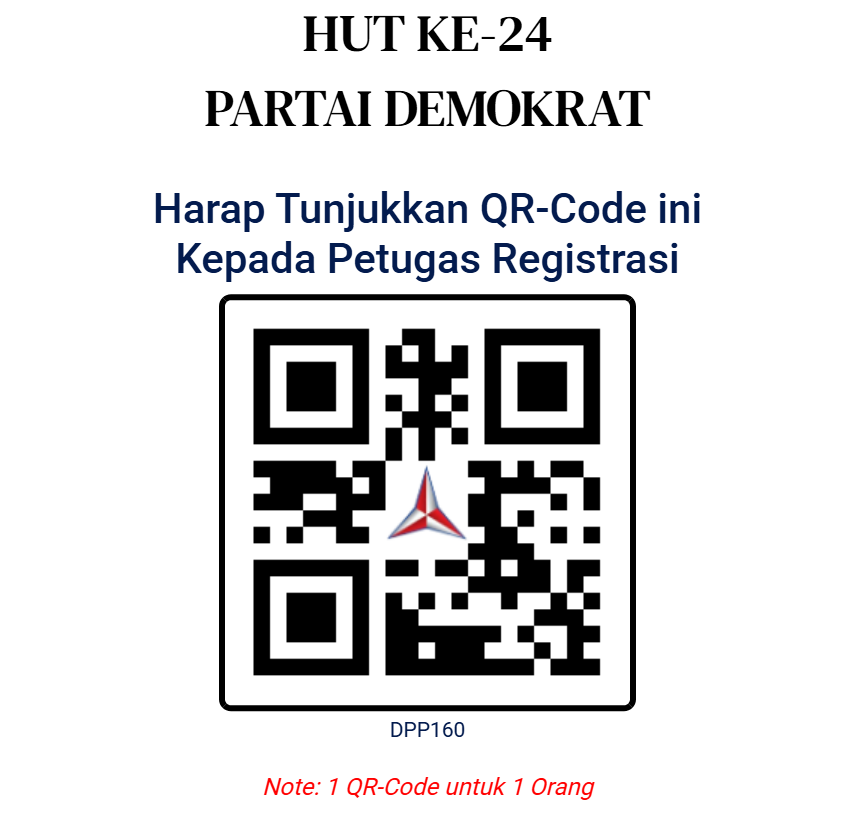 HUT KE-24
PARTAI DEMOKRAT
Harap Tunjukkan QR-Code ini
Kepada Petugas Registrasi
DPP160
Note: 1 QR-Code untuk 1 Orang